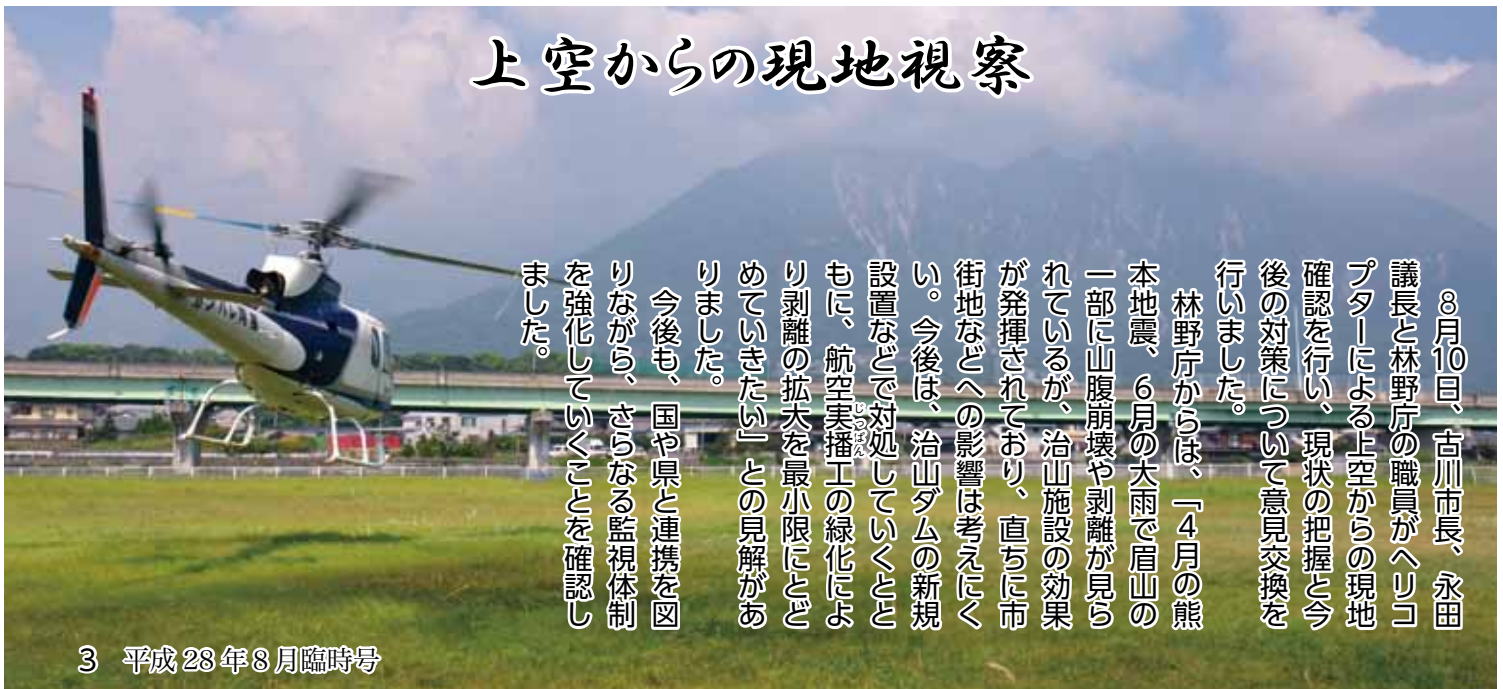 上空からの現地視察
８月10日、古川市長、永田
議長と林野庁の職員がヘリコ
プターによる上空からの現地
確認を行い、現状の把握と今
後の対策について意見交換を
行いました。
林野庁からは、「４月の熊
本地震、６月の大雨で眉山の
一部に山腹崩壊や剥離が見ら
れているが、治山施設の効果
が発揮されており、直ちに市
街地などへの影響は考えにく
い。今後は、治山ダムの新規
設置などで対処していくとと
もに、航空実播工の緑化によ
じつぱん
り剥離の拡大を最小限にとど
めていきたい」との見解があ
りました。
今後も、国や県と連携を図
りながら、さらなる監視体制
を強化していくことを確認し
ました。
3 平成 28 年８月臨時号